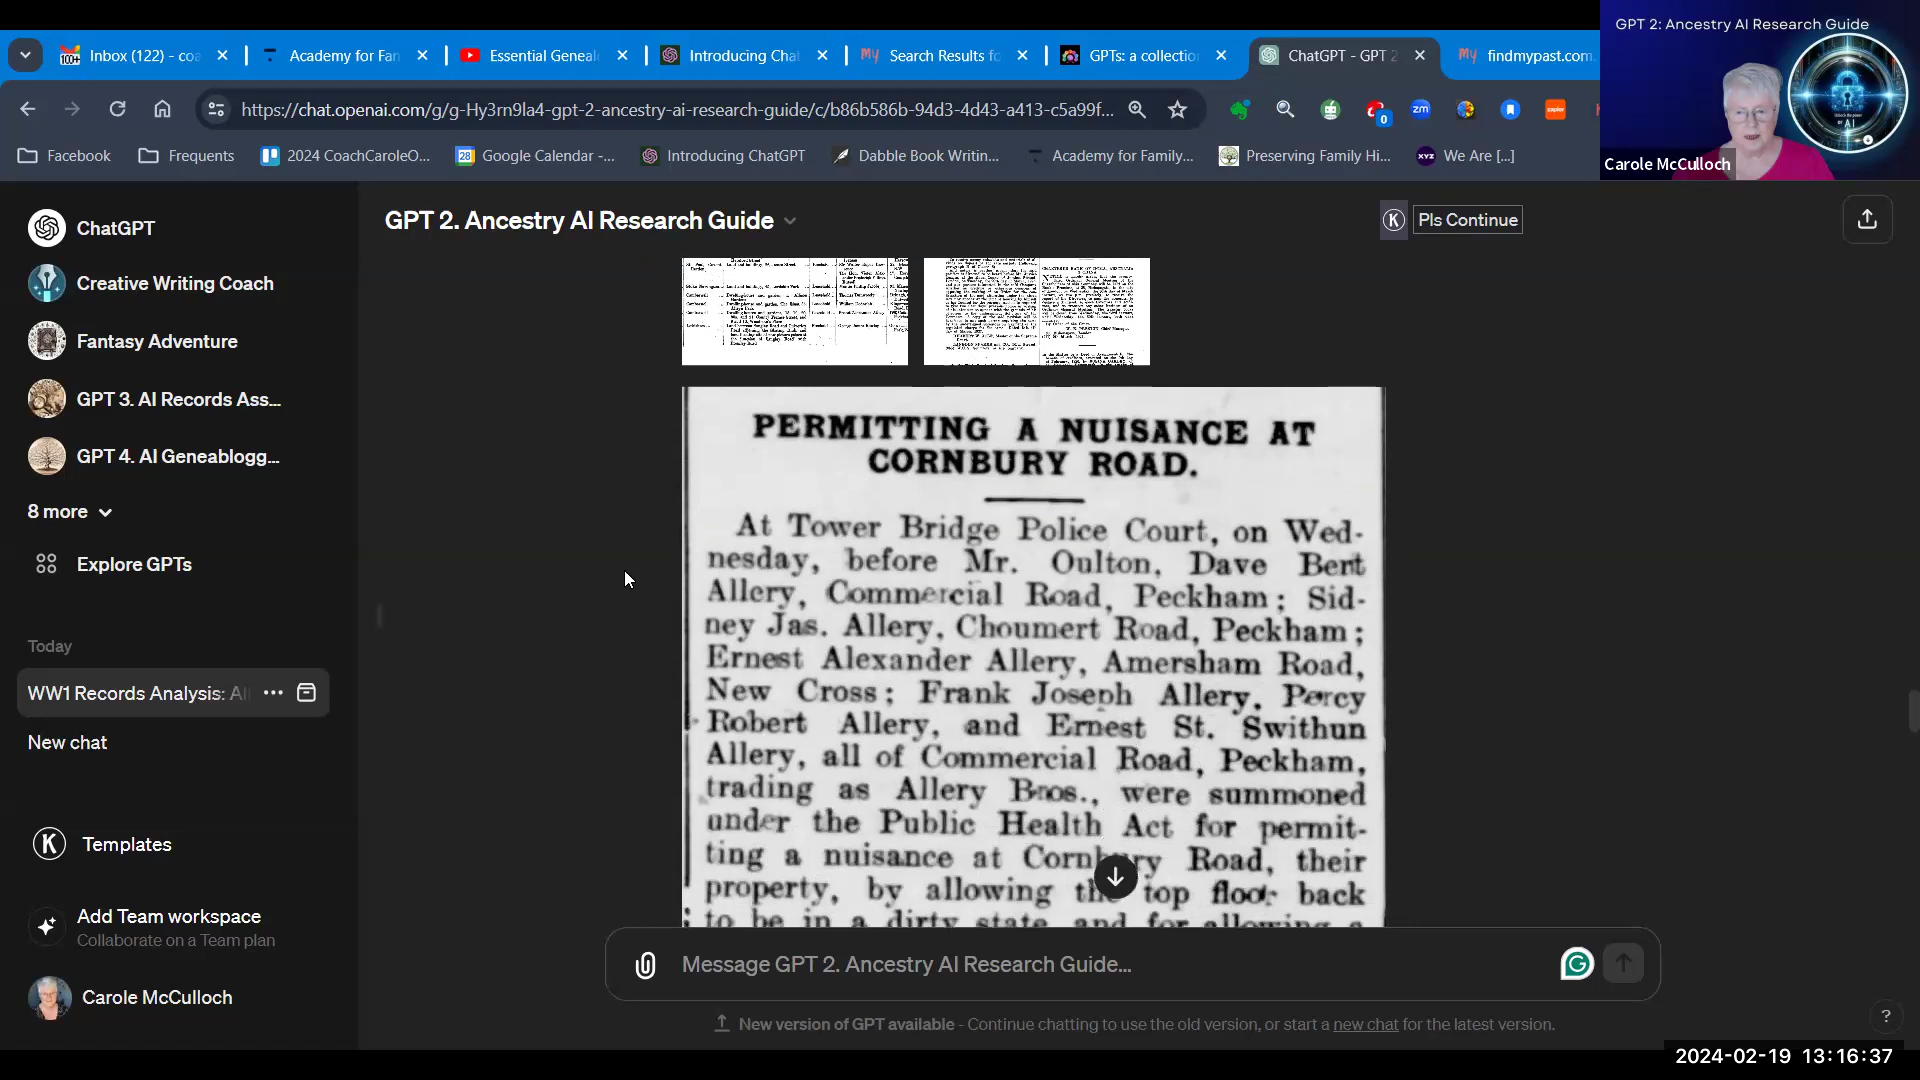 GPT 2: Ancestry AI Research Guide
Inbox (122) - co
Academy for Fan
Essential Geneal
Introducing Cha
Search Results fo
GPTs: a collectio
ChatGPT - GPT 2
findmypast.com.
https://chat.openai.com/g/g-Hy3rn9la4-gpt-2-ancestry-ai-research-guide/c/b86b586b-94d3-4d43-a413-c5a99f...
Facebook
Frequents
2024 CoachCaroleO...
Google Calendar -...
Introducing ChatGPT
Dabble Book Writin...
Academy for Family...
Preserving Family Hi...
We Are [...]
Carole McCulloch
ChatGPT
Creative Writing Coach
Fantasy Adventure
GPT 3. AI Records Ass...
GPT 4. AI Geneablogg...
8 more
Explore GPTs
Today
WW1 Records Analysis: Al
New chat
Templates
Add Team workspace
Collaborate on a Team plan
Carole McCulloch
GPT 2. Ancestry AI Research Guide
Pls Continue
PERMITTING A NUISANCE AT
CORNBURY ROAD.
At Tower Bridge Police Court, on Wed-
nesday, before Mr. Oulton, Dave Bert
Allery, Commercial Road, Peckham; Sid-
ney Jas. Allery, Choumert Road, Peckham;
Ernest Alexander Allery, Amersham Road,
New Cross; Frank Joseph Allery, Percy
Robert Allery, and Ernest St. Swithun
Allery, all of Commercial Road, Peckham,
trading as Allery Bros., were summoned
under the Public Health Act for permit-
ting a nuisance at Cornbury Road, their
property, by allowing the top floor back
to be in a dirty state, and for allowing a
Message GPT 2. Ancestry AI Research Guide...
New version of GPT available - Continue chatting to use the old version, or start a new chat for the latest version.
2024-02-19 13:16:37